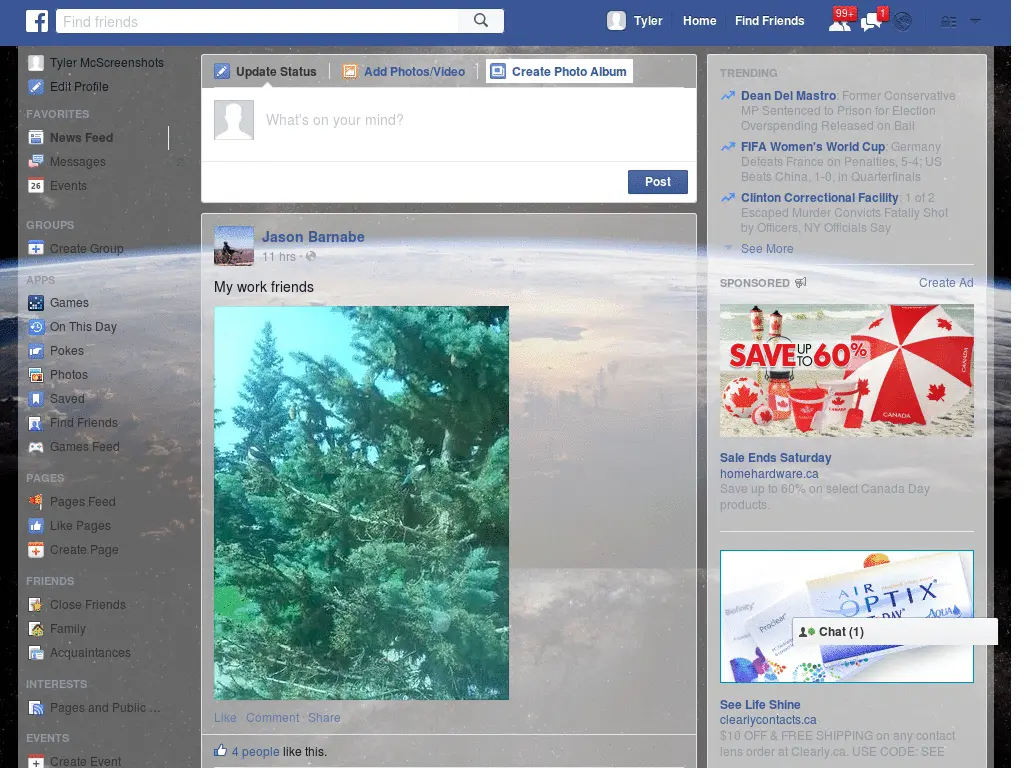 Find friends
Tyler
Home
Find Friends
99+
1
Tyler McScreenshots
Edit Profile
FAVORITES
News Feed
Messages
26 Events
GROUPS
Create Group
APPS
Games
On This Day
Pokes
Photos
Saved
Find Friends
Games Feed
PAGES
Pages Feed
Like Pages
Create Page
FRIENDS
Close Friends
Family
Acquaintances
INTERESTS
Pages and Public ...
EVENTS
Create Event
Update Status
Add Photos/Video
Create Photo Album
What's on your mind?
Post
Jason Barnabe
11 hrs ·
My work friends
Like · Comment · Share
4 people like this.
TRENDING
Dean Del Mastro: Former Conservative
MP Sentenced to Prison for Election
Overspending Released on Bail
FIFA Women's World Cup: Germany
Defeats France on Penalties, 5-4; US
Beats China, 1-0, in Quarterfinals
Clinton Correctional Facility: 1 of 2
Escaped Murder Convicts Fatally Shot
by Officers, NY Officials Say
See More
SPONSORED
Create Ad
SAVE UP TO 60%
CANADA
CANADA
Sale Ends Saturday
homehardware.ca
Save up to 60% on select Canada Day
products.
AIR
OPTIX
AQUA
Biofinity
Proclear
DAY
Chat (1)
See Life Shine
clearlycontacts.ca
$10 OFF & FREE SHIPPING on any contact
lens order at Clearly.ca. USE CODE: SEE